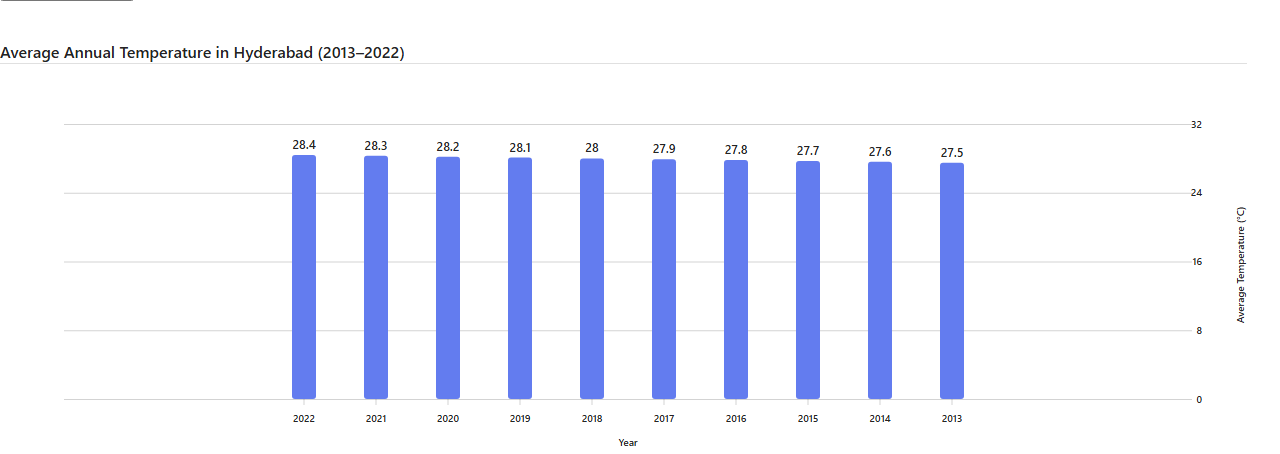 Average Annual Temperature in Hyderabad (2013–2022)
32
28.4 28.3 28.2 28.1 28 27.9 27.8 27.7 27.6 27.5
24
16
8
0
Average Temperature (°C)
2022 2021 2020 2019 2018 2017 2016 2015 2014 2013
Year